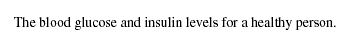 The blood glucose and insulin levels for a healthy person.